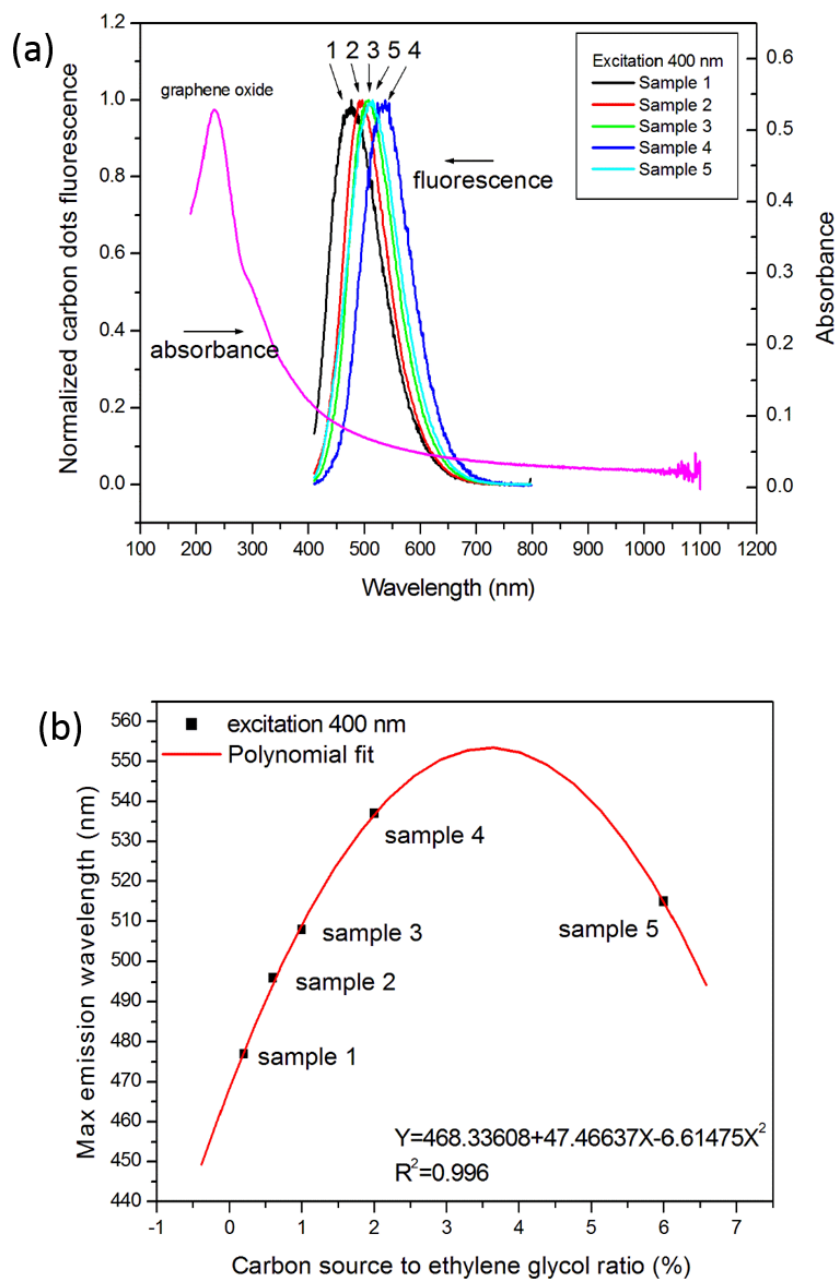 (a)
1.2
1.0
0.8
0.6
0.4
0.2
0.0
Normalized carbon dots fluorescence
graphene oxide
1 2 3 5 4
fluorescence
absorbance
Excitation 400 nm
Sample 1
Sample 2
Sample 3
Sample 4
Sample 5
0.6
0.5
0.4
0.3
0.2
0.1
0.0
Absorbance
100 200 300 400 500 600 700 800 900 1000 1100 1200
Wavelength (nm)
(b)
560
550
540
530
520
510
500
490
480
470
460
450
440
Max emission wavelength (nm)
excitation 400 nm
Polynomial fit
sample 4
sample 3
sample 5
sample 2
sample 1
Y=468.33608+47.46637X-6.61475X²
R²=0.996
-1 0 1 2 3 4 5 6 7
Carbon source to ethylene glycol ratio (%)